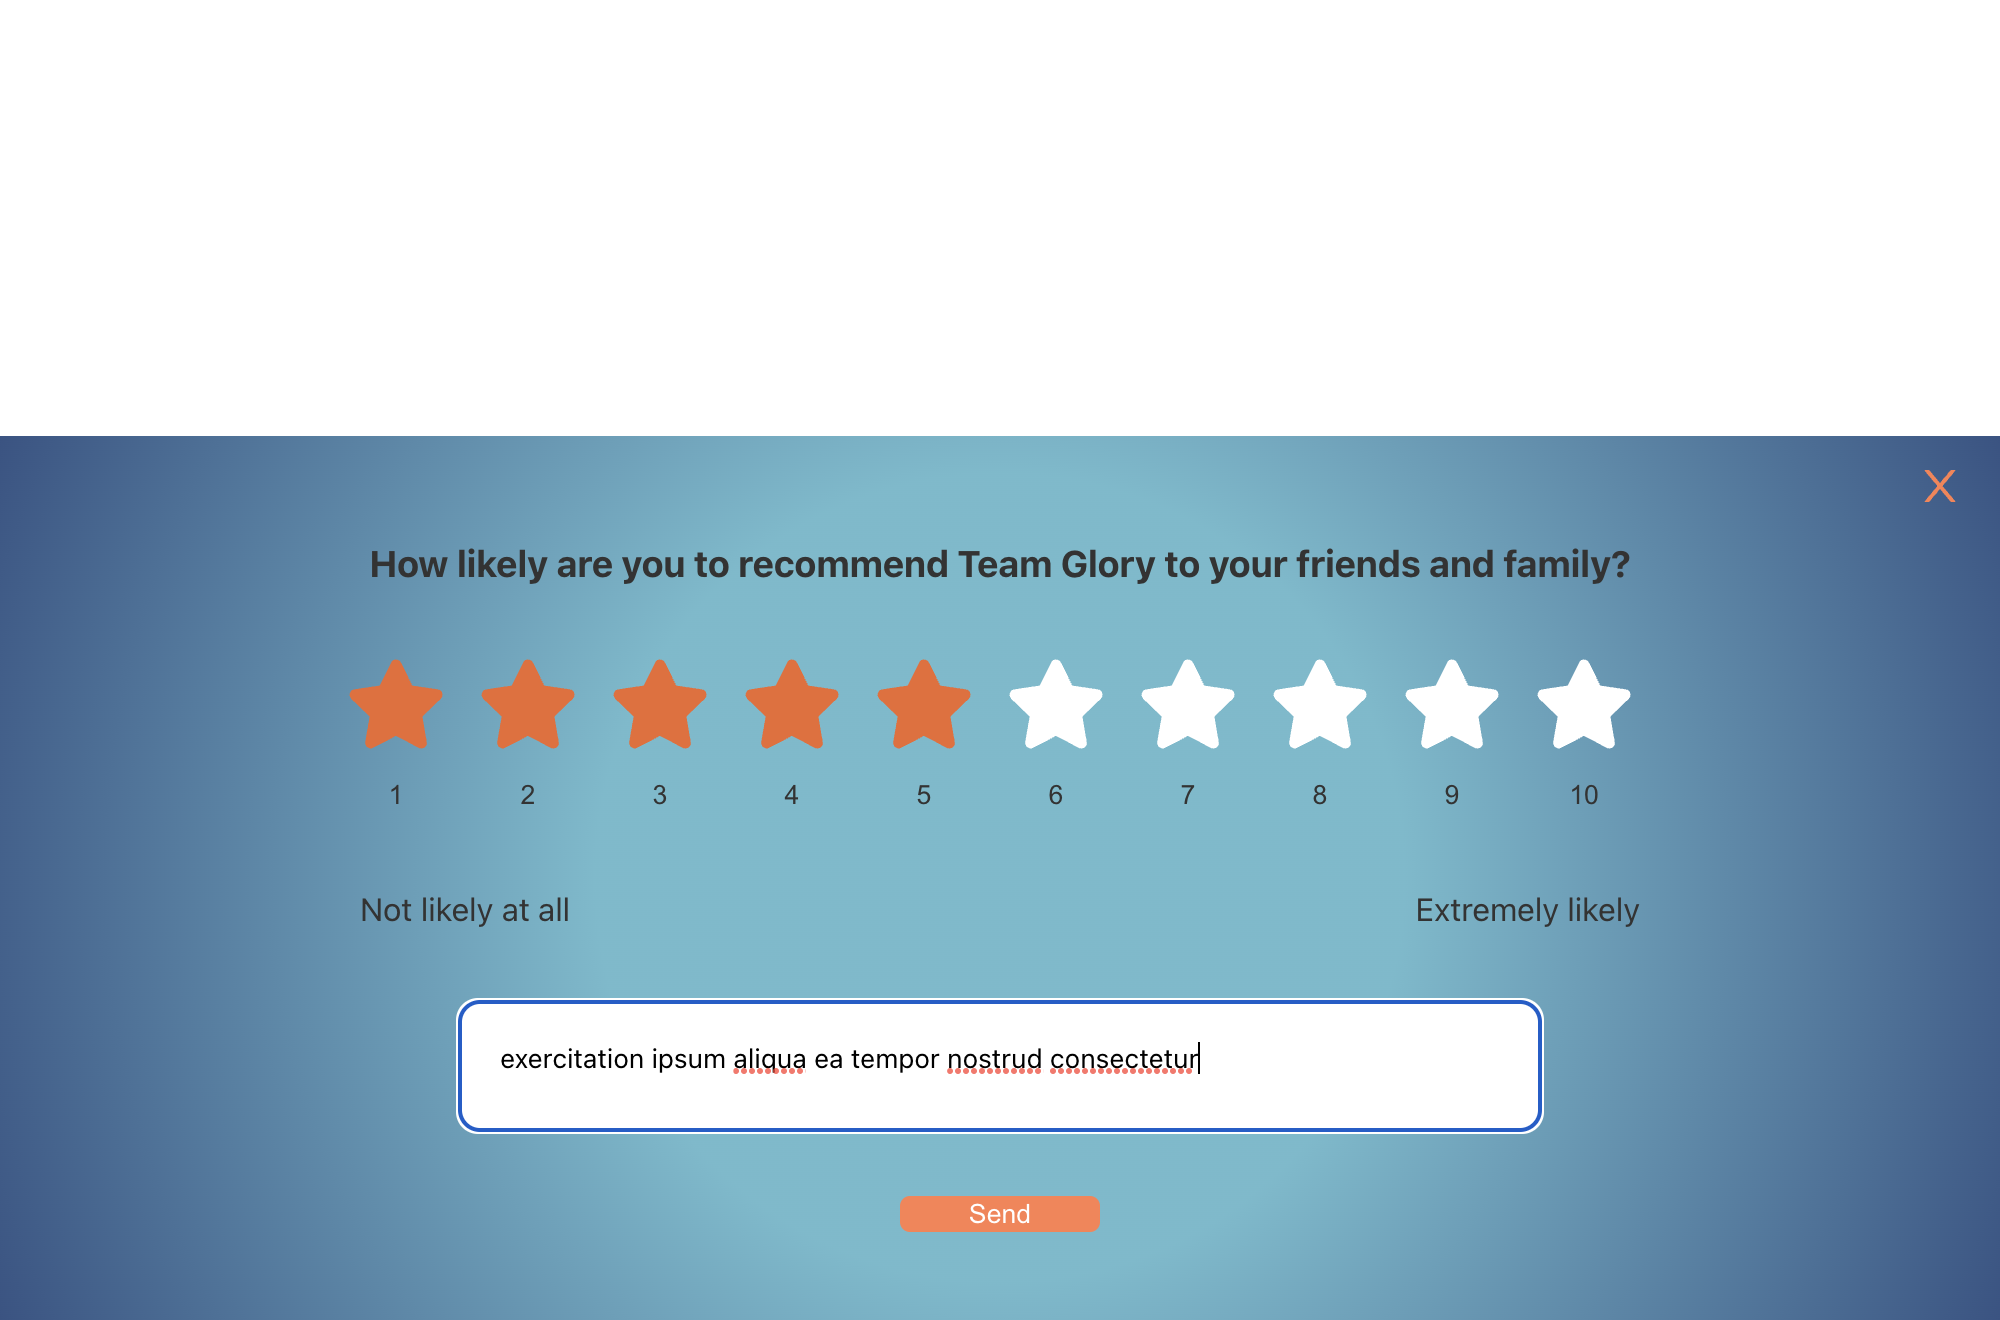 X
How likely are you to recommend Team Glory to your friends and family?
1 2 3 4 5 6 7 8 9 10
Not likely at all Extremely likely
exercitation ipsum aliqua ea tempor nostrud consectetur
Send